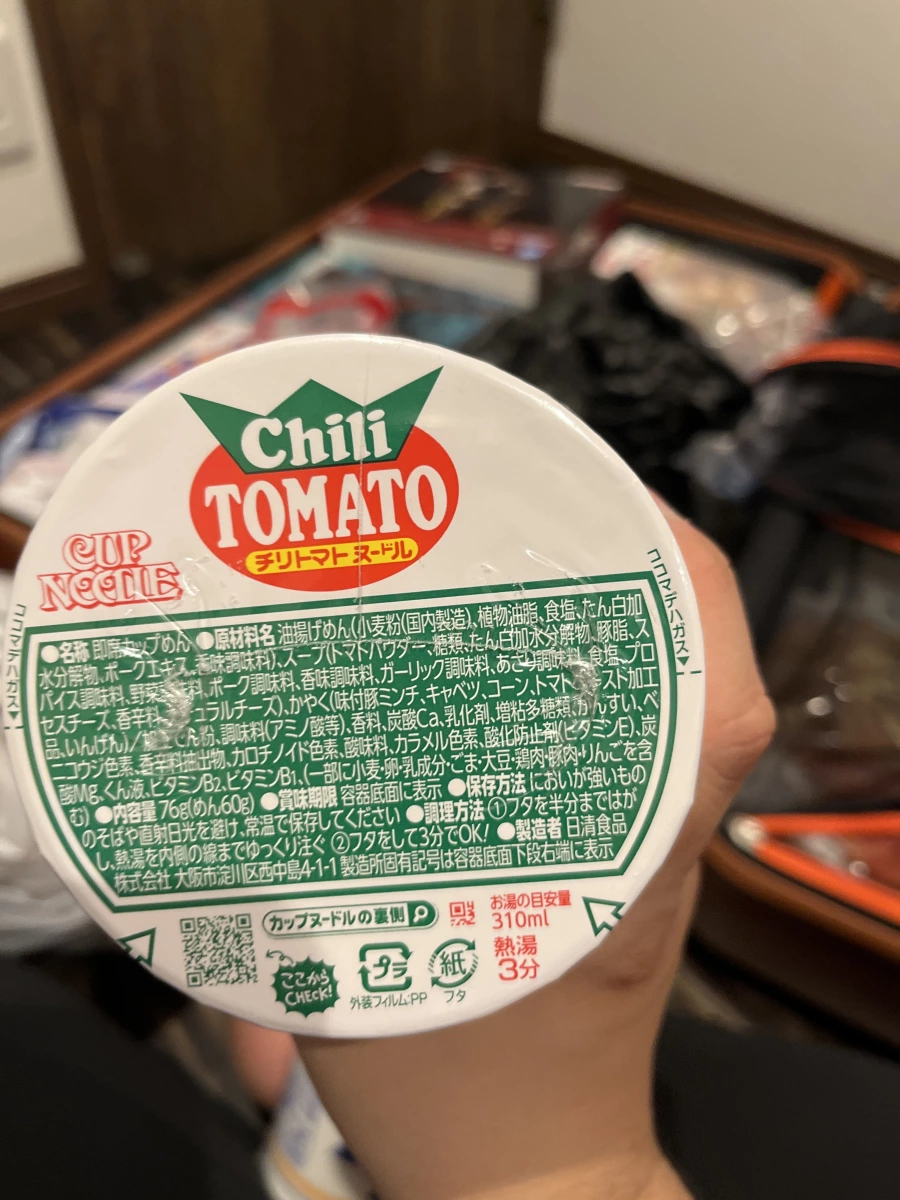 Chili
TOMATO
チリトマト ヌードル
CUP
NOODLE
ココマデハガス▼
ココマデハガス▼
●名称 即席カップめん ●原材料名 油揚げめん(小麦粉(国内製造)、植物油脂、食塩、たん白加
水分解物、ポークエキス、香味調味料)、スープ(トマトパウダー、糖類、たん白加水分解物、豚脂、ス
パイス調味料、野菜調味料、ポーク調味料、香味調味料、ガーリック調味料、あさり調味料、食塩、プロ
セスチーズ、香辛料、ナチュラルチーズ)、かやく(味付豚ミンチ、キャベツ、コーン、トマト、ローストト加工
品、いんげん)/加工でん粉、調味料(アミノ酸等)、香料、炭酸Ca、乳化剤、増粘多糖類、かんすい、ベ
ニコウジ色素、香辛料抽出物、カロチノイド色素、酸味料、カラメル色素、酸化防止剤(ビタミンE)、炭
酸Mg、くん液、ビタミンB2、ビタミンB1、(一部に小麦・卵・乳成分・ごま・大豆・鶏肉・豚肉・りんごを含
む) ●内容量 76g(めん60g) ●賞味期限 容器底面に表示 ●保存方法 においが強いもの
のそばや直射日光を避け、常温で保存してください ●調理方法 ①フタを半分まではが
し、熱湯を内側の線までゆっくり注ぐ ②フタをして3分でOK! ●製造者 日清食品
株式会社 大阪市淀川区西中島4-1-1 製造所固有記号は容器底面下段右端に表示
カップヌードルの裏側
お湯の目安量
310ml
熱湯
3分
ここから
CHECK!
プラ
外装フィルム:PP
紙
フタ